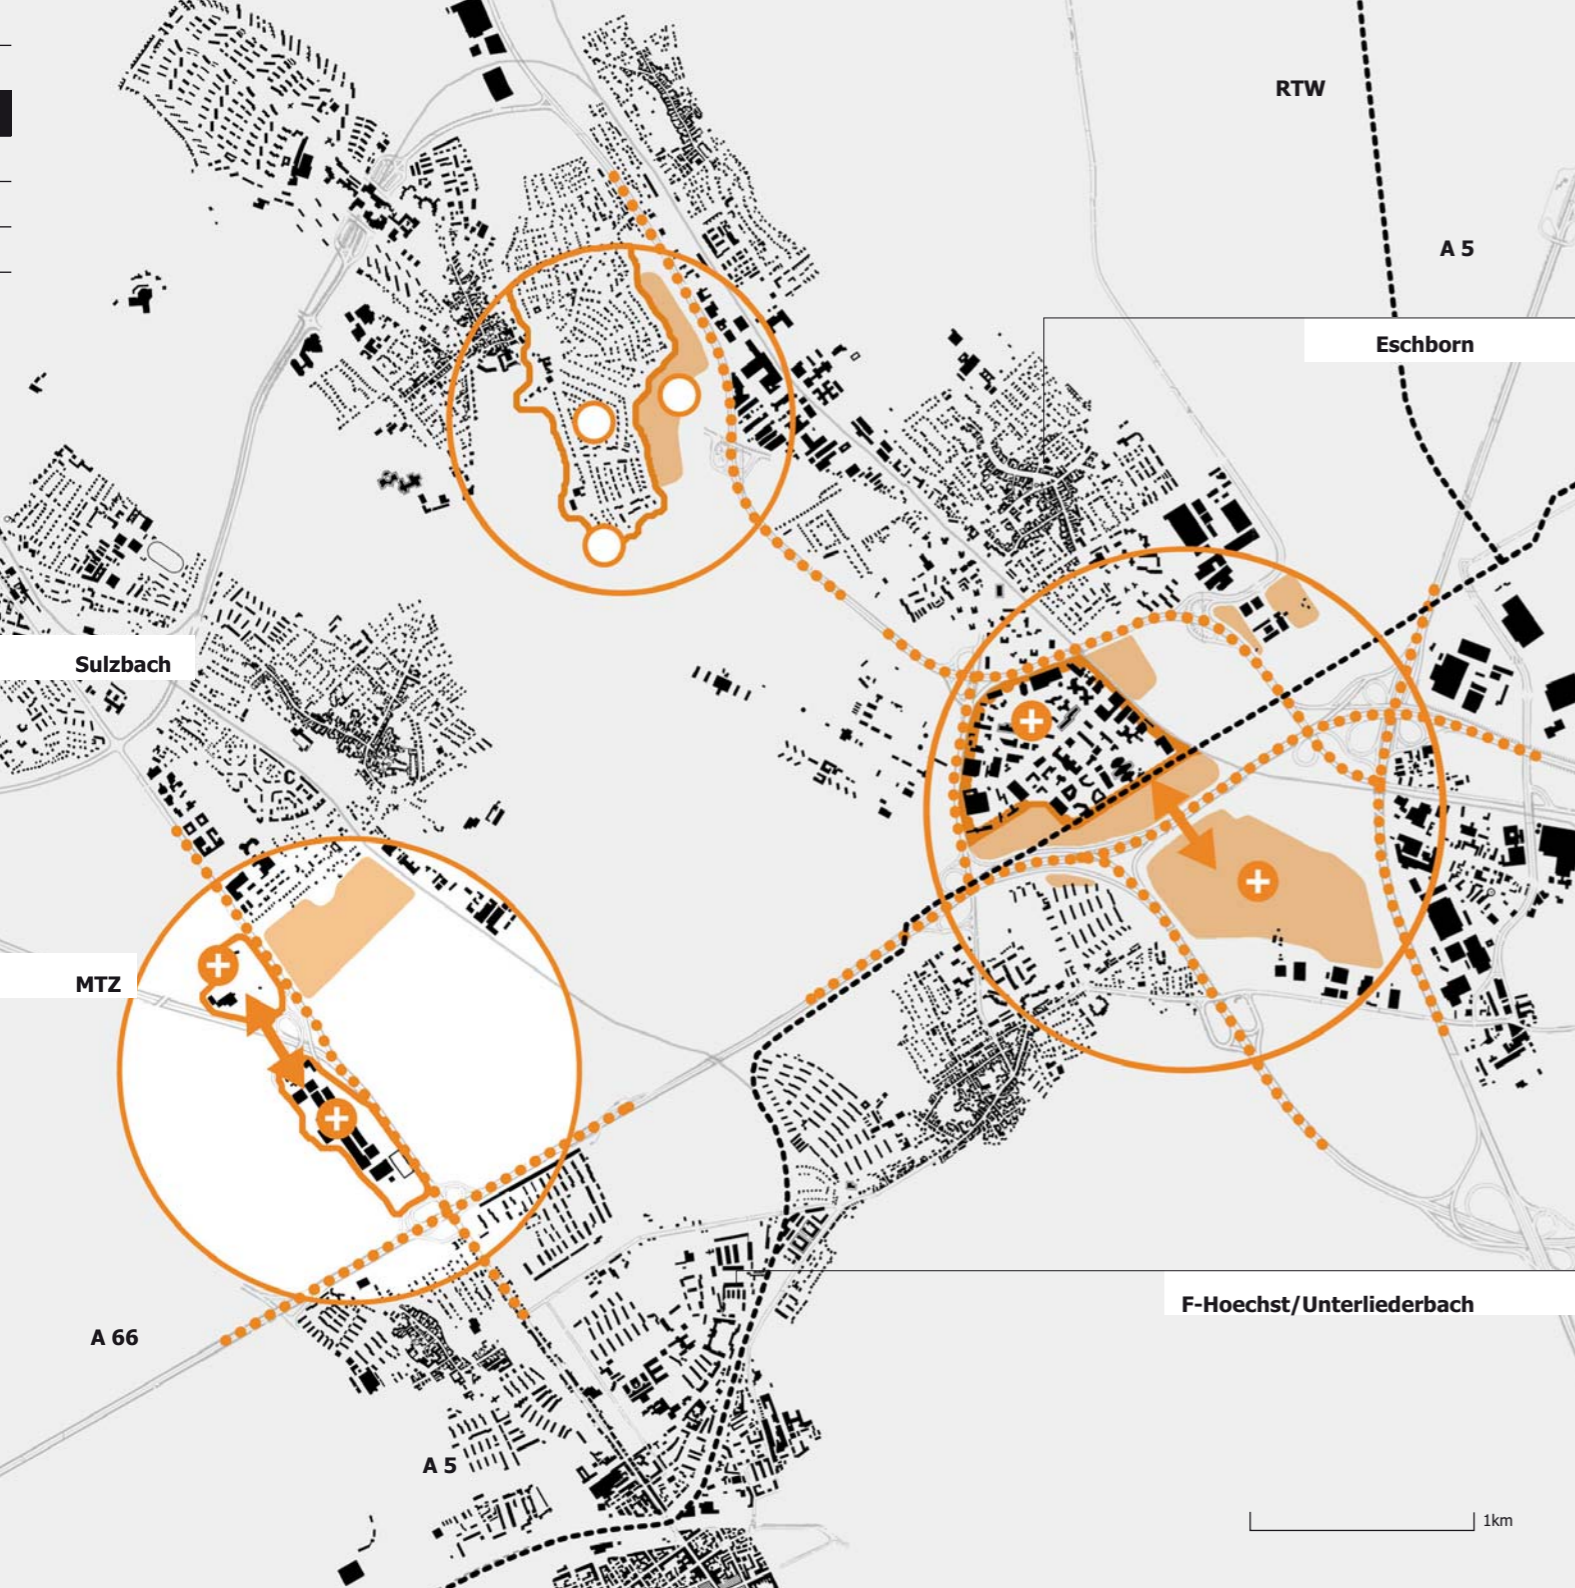 RTW
A 5
Eschborn
Sulzbach
MTZ
F-Hoechst/Unterliederbach
A 66
A 5
1km